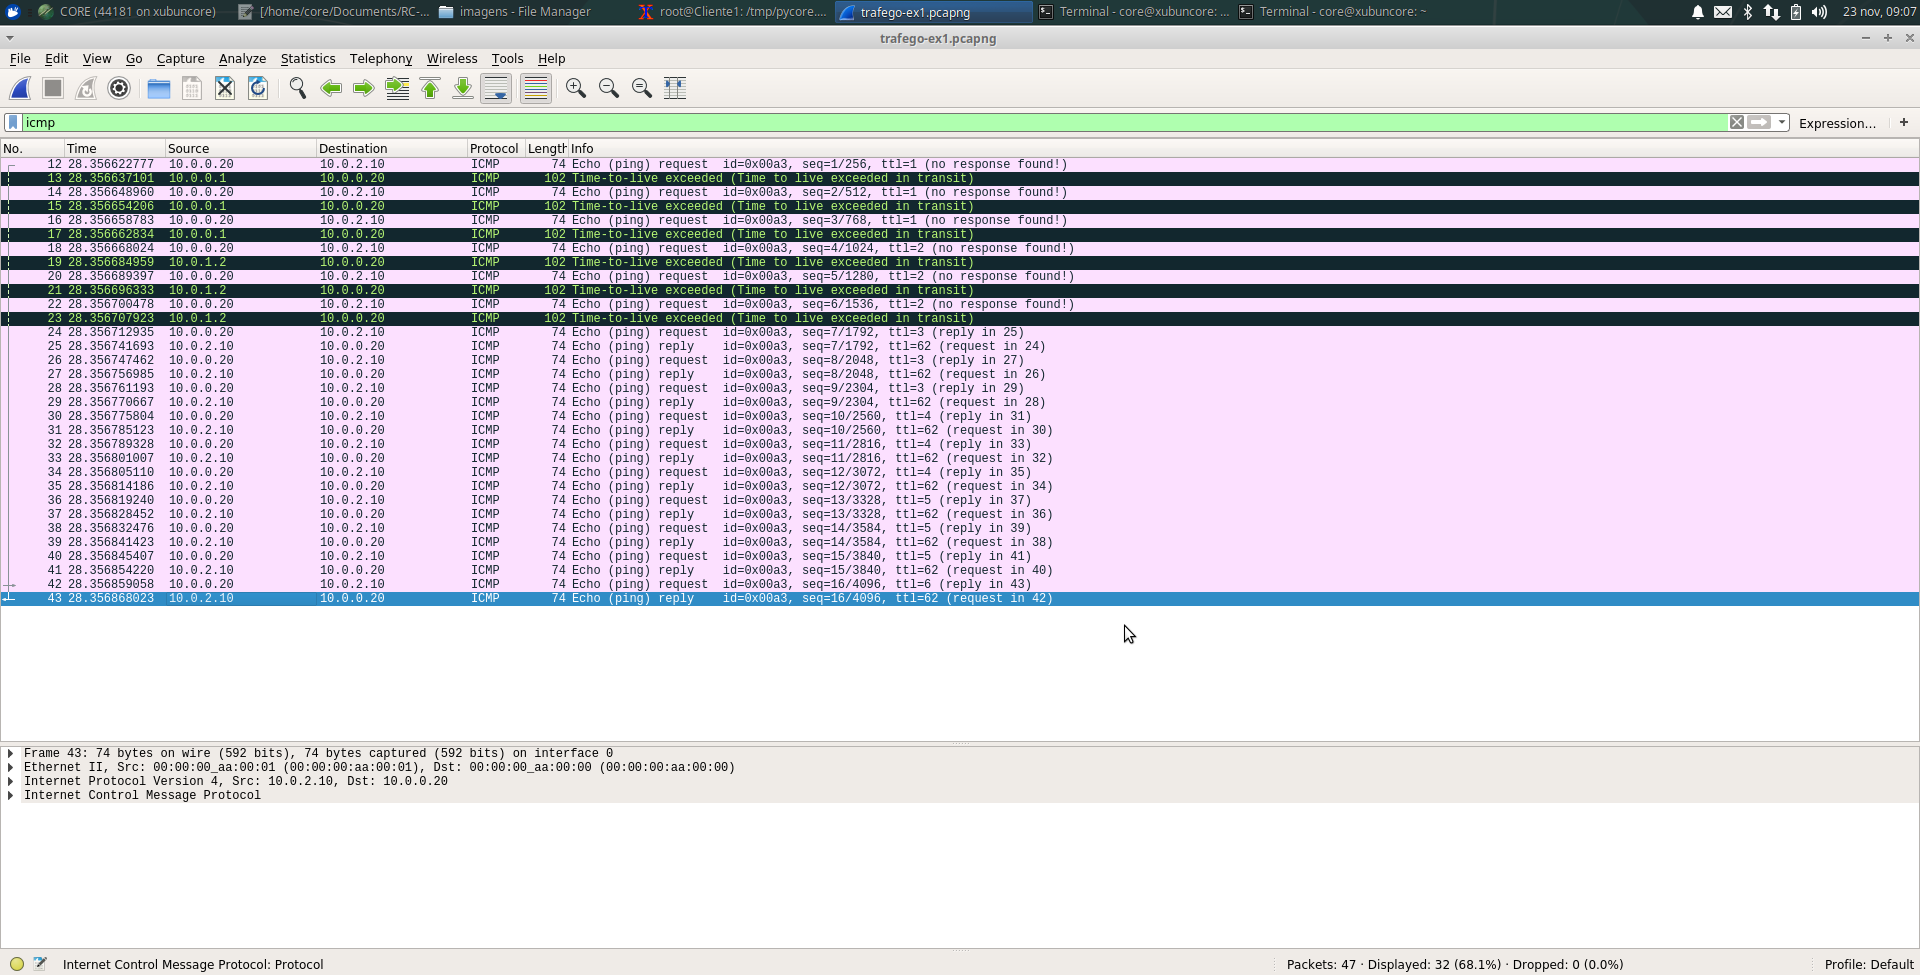 CORE (44181 on xubuncore) [/home/core/Documents/RC-... imagens - File Manager root@Cliente1: /tmp/pycore.... trafego-ex1.pcapng Terminal - core@xubuncore: ... Terminal - core@xubuncore: ~ 23 nov, 09:07
trafego-ex1.pcapng
File Edit View Go Capture Analyze Statistics Telephony Wireless Tools Help
icmp Expression... +
No. Time Source Destination Protocol Length Info
12 28.356622777 10.0.0.20 10.0.2.10 ICMP 74 Echo (ping) request id=0x00a3, seq=1/256, ttl=1 (no response found!)
13 28.356637101 10.0.0.1 10.0.0.20 ICMP 102 Time-to-live exceeded (Time to live exceeded in transit)
14 28.356648960 10.0.0.20 10.0.2.10 ICMP 74 Echo (ping) request id=0x00a3, seq=2/512, ttl=1 (no response found!)
15 28.356654206 10.0.0.1 10.0.0.20 ICMP 102 Time-to-live exceeded (Time to live exceeded in transit)
16 28.356658783 10.0.0.20 10.0.2.10 ICMP 74 Echo (ping) request id=0x00a3, seq=3/768, ttl=1 (no response found!)
17 28.356662834 10.0.0.1 10.0.0.20 ICMP 102 Time-to-live exceeded (Time to live exceeded in transit)
18 28.356668024 10.0.0.20 10.0.2.10 ICMP 74 Echo (ping) request id=0x00a3, seq=4/1024, ttl=2 (no response found!)
19 28.356684959 10.0.1.2 10.0.0.20 ICMP 102 Time-to-live exceeded (Time to live exceeded in transit)
20 28.356689397 10.0.0.20 10.0.2.10 ICMP 74 Echo (ping) request id=0x00a3, seq=5/1280, ttl=2 (no response found!)
21 28.356696333 10.0.1.2 10.0.0.20 ICMP 102 Time-to-live exceeded (Time to live exceeded in transit)
22 28.356700478 10.0.0.20 10.0.2.10 ICMP 74 Echo (ping) request id=0x00a3, seq=6/1536, ttl=2 (no response found!)
23 28.356707923 10.0.1.2 10.0.0.20 ICMP 102 Time-to-live exceeded (Time to live exceeded in transit)
24 28.356712935 10.0.0.20 10.0.2.10 ICMP 74 Echo (ping) request id=0x00a3, seq=7/1792, ttl=3 (reply in 25)
25 28.356741693 10.0.2.10 10.0.0.20 ICMP 74 Echo (ping) reply id=0x00a3, seq=7/1792, ttl=62 (request in 24)
26 28.356747462 10.0.0.20 10.0.2.10 ICMP 74 Echo (ping) request id=0x00a3, seq=8/2048, ttl=3 (reply in 27)
27 28.356756985 10.0.2.10 10.0.0.20 ICMP 74 Echo (ping) reply id=0x00a3, seq=8/2048, ttl=62 (request in 26)
28 28.356761193 10.0.0.20 10.0.2.10 ICMP 74 Echo (ping) request id=0x00a3, seq=9/2304, ttl=3 (reply in 29)
29 28.356770667 10.0.2.10 10.0.0.20 ICMP 74 Echo (ping) reply id=0x00a3, seq=9/2304, ttl=62 (request in 28)
30 28.356775804 10.0.0.20 10.0.2.10 ICMP 74 Echo (ping) request id=0x00a3, seq=10/2560, ttl=4 (reply in 31)
31 28.356785123 10.0.2.10 10.0.0.20 ICMP 74 Echo (ping) reply id=0x00a3, seq=10/2560, ttl=62 (request in 30)
32 28.356789328 10.0.0.20 10.0.2.10 ICMP 74 Echo (ping) request id=0x00a3, seq=11/2816, ttl=4 (reply in 33)
33 28.356801007 10.0.2.10 10.0.0.20 ICMP 74 Echo (ping) reply id=0x00a3, seq=11/2816, ttl=62 (request in 32)
34 28.356805110 10.0.0.20 10.0.2.10 ICMP 74 Echo (ping) request id=0x00a3, seq=12/3072, ttl=4 (reply in 35)
35 28.356814186 10.0.2.10 10.0.0.20 ICMP 74 Echo (ping) reply id=0x00a3, seq=12/3072, ttl=62 (request in 34)
36 28.356819240 10.0.0.20 10.0.2.10 ICMP 74 Echo (ping) request id=0x00a3, seq=13/3328, ttl=5 (reply in 37)
37 28.356828452 10.0.2.10 10.0.0.20 ICMP 74 Echo (ping) reply id=0x00a3, seq=13/3328, ttl=62 (request in 36)
38 28.356832476 10.0.0.20 10.0.2.10 ICMP 74 Echo (ping) request id=0x00a3, seq=14/3584, ttl=5 (reply in 39)
39 28.356841423 10.0.2.10 10.0.0.20 ICMP 74 Echo (ping) reply id=0x00a3, seq=14/3584, ttl=62 (request in 38)
40 28.356845407 10.0.0.20 10.0.2.10 ICMP 74 Echo (ping) request id=0x00a3, seq=15/3840, ttl=5 (reply in 41)
41 28.356854220 10.0.2.10 10.0.0.20 ICMP 74 Echo (ping) reply id=0x00a3, seq=15/3840, ttl=62 (request in 40)
42 28.356859058 10.0.0.20 10.0.2.10 ICMP 74 Echo (ping) request id=0x00a3, seq=16/4096, ttl=6 (reply in 43)
43 28.356868023 10.0.2.10 10.0.0.20 ICMP 74 Echo (ping) reply id=0x00a3, seq=16/4096, ttl=62 (request in 42)
Frame 43: 74 bytes on wire (592 bits), 74 bytes captured (592 bits) on interface 0
Ethernet II, Src: 00:00:00_aa:00:01 (00:00:00:aa:00:01), Dst: 00:00:00_aa:00:00 (00:00:00:aa:00:00)
Internet Protocol Version 4, Src: 10.0.2.10, Dst: 10.0.0.20
Internet Control Message Protocol
Internet Control Message Protocol: Protocol Packets: 47 · Displayed: 32 (68.1%) · Dropped: 0 (0.0%) Profile: Default